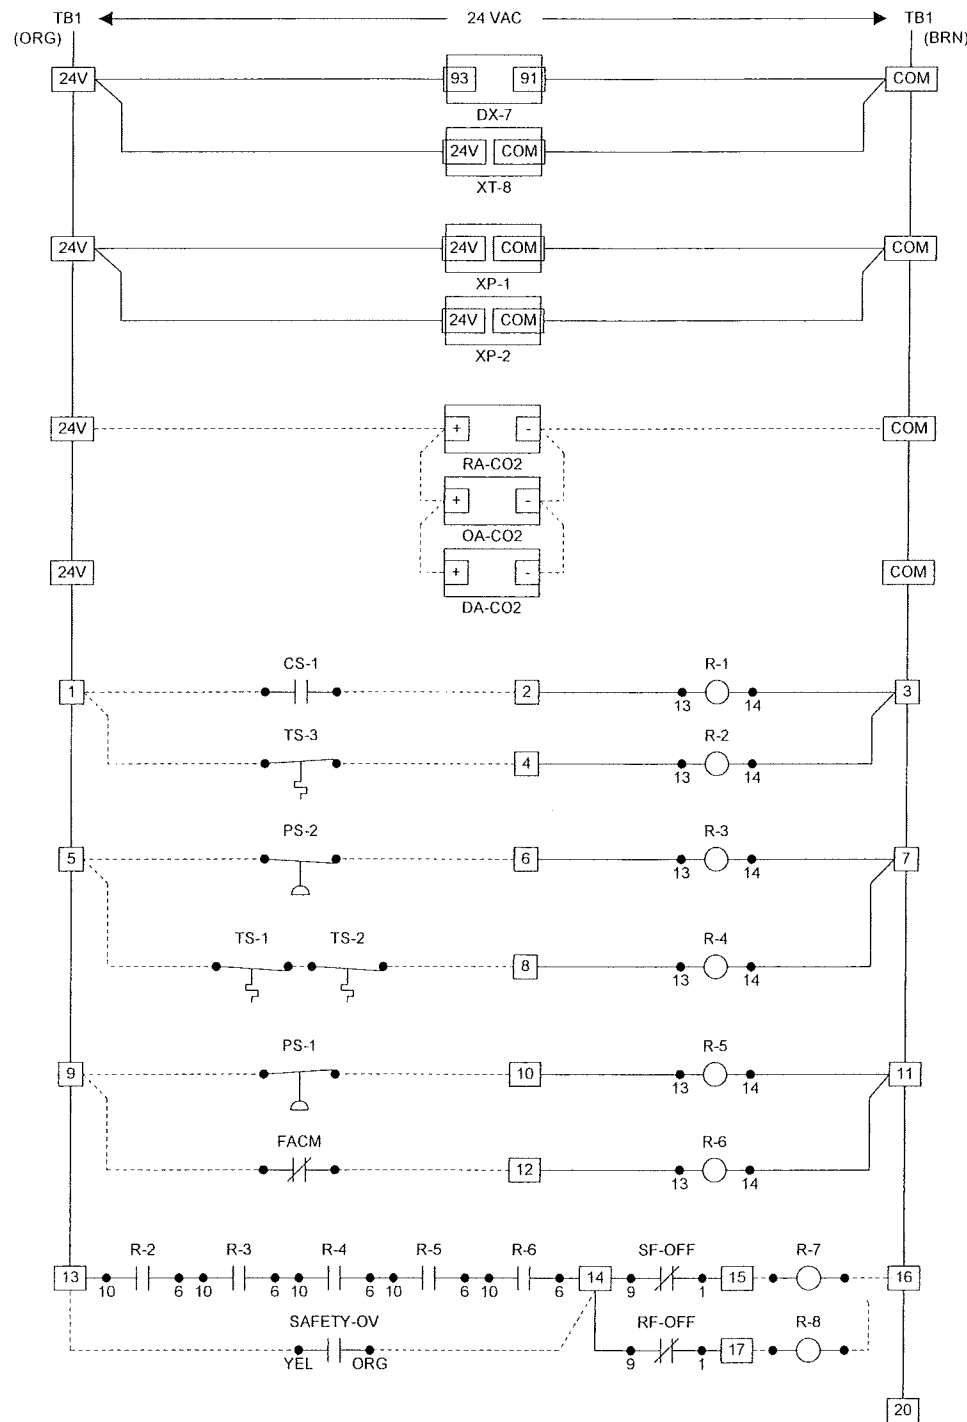 TB1 24 VAC TB1
(ORG) (BRN)
24V 93 91 COM
DX-7
24V COM
XT-8
24V 24V COM COM
XP-1
24V COM
XP-2
24V + - COM
RA-CO2
+ -
OA-CO2
24V + - COM
DA-CO2
CS-1 R-1
1 2 13 14 3
TS-3 R-2
4 13 14
PS-2 R-3
5 6 13 14 7
TS-1 TS-2 R-4
8 13 14
PS-1 R-5
9 10 13 14 11
FACM R-6
12 13 14
R-2 R-3 R-4 R-5 R-6 SF-OFF R-7
13 14 15 16
10 6 10 6 10 6 10 6 10 6 9 1
SAFETY-OV RF-OFF R-8
17
YEL ORG 9 1
20